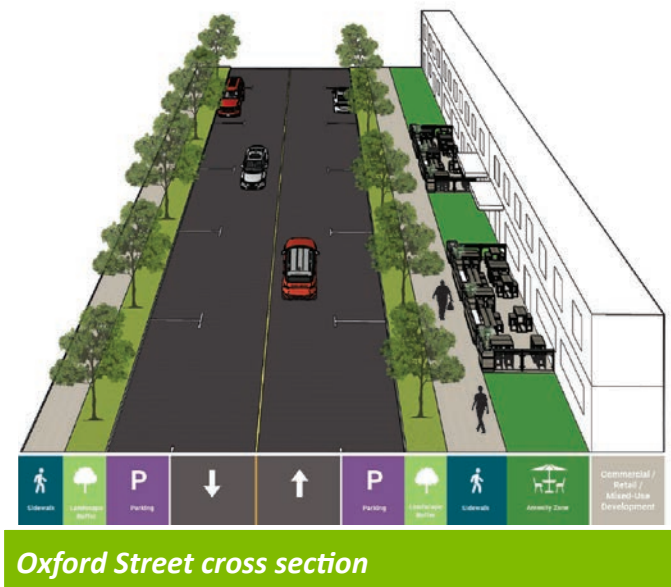 Sidewalk
Landscape
Buffer
P
Parking
P
Parking
Landscape
Buffer
Sidewalk
Amenity Zone
Commercial /
Retail /
Mixed-Use
Development
Oxford Street cross section